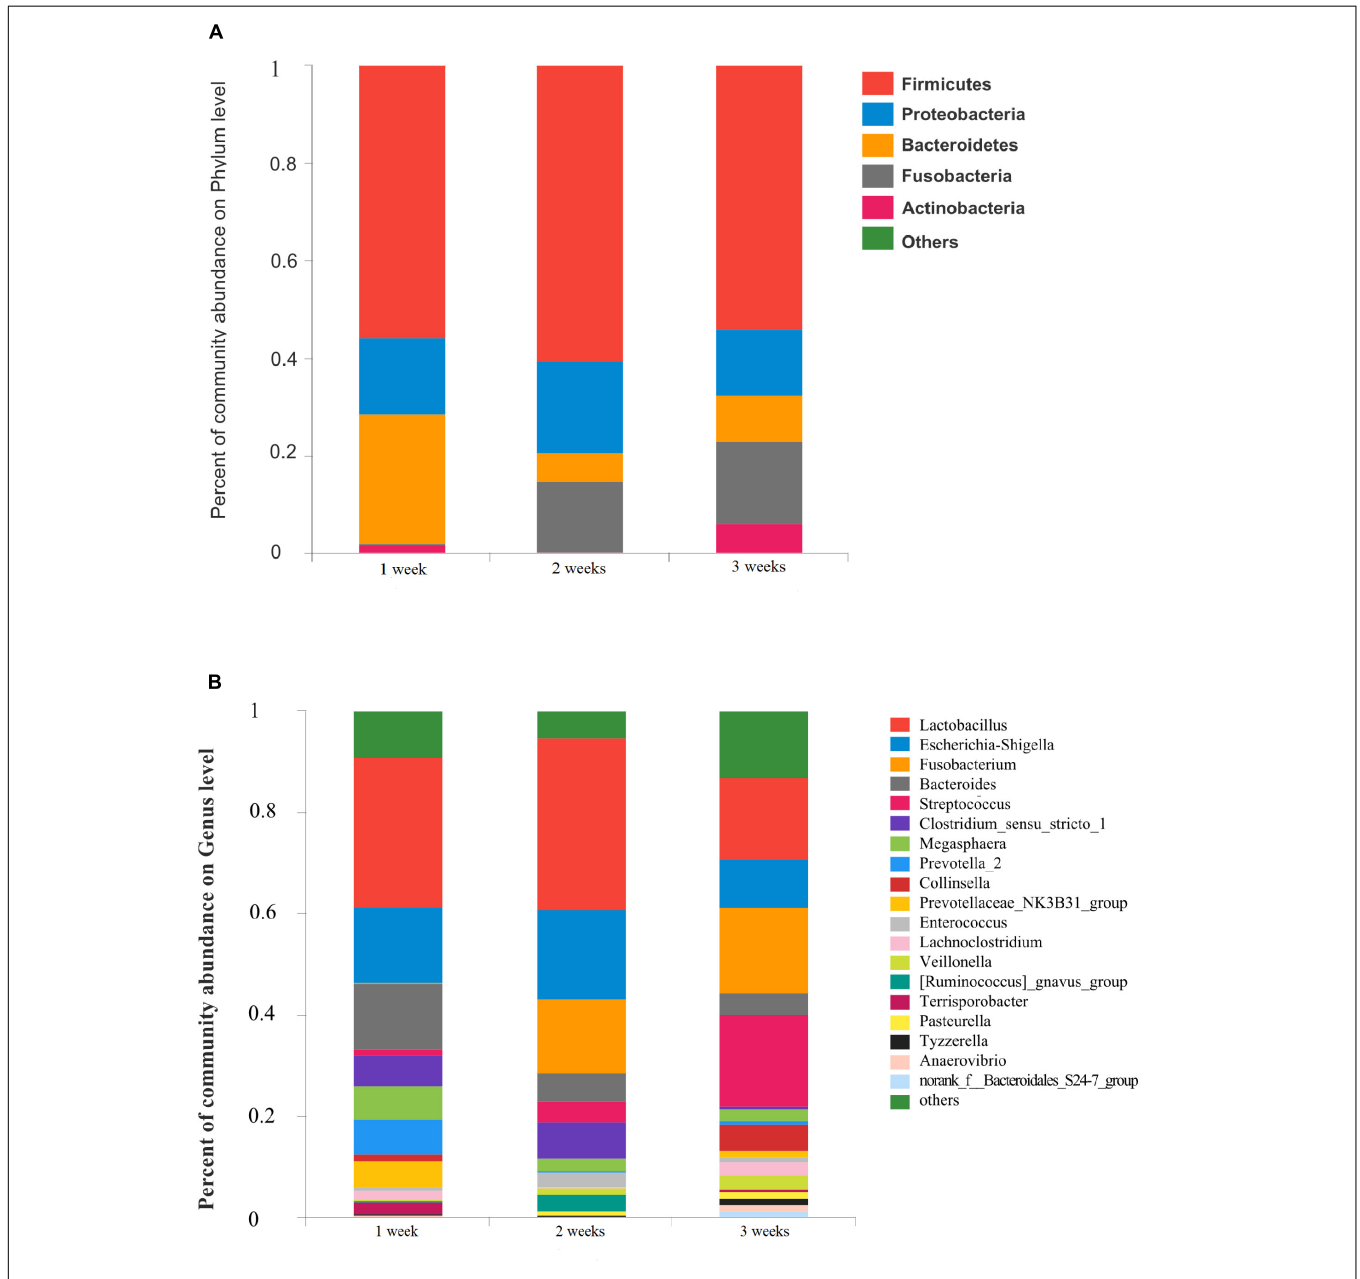 A
Percent of community abundance on Phylum level
1
0.8
0.6
0.4
0.2
0
1 week
2 weeks
3 weeks
Firmicutes
Proteobacteria
Bacteroidetes
Fusobacteria
Actinobacteria
Others
B
Percent of community abundance on Genus level
1
0.8
0.6
0.4
0.2
0
1 week
2 weeks
3 weeks
Lactobacillus
Escherichia-Shigella
Fusobacterium
Bacteroides
Streptococcus
Clostridium_sensu_stricto_1
Megasphaera
Prevotella_2
Collinsella
Prevotellaceae_NK3B31_group
Enterococcus
Lachnoclostridium
Veillonella
[Ruminococcus]_gnavus_group
Terrisporobacter
Pasteurella
Tyzzerella
Anaerovibrio
norank_f__Bacteroidales_S24-7_group
others